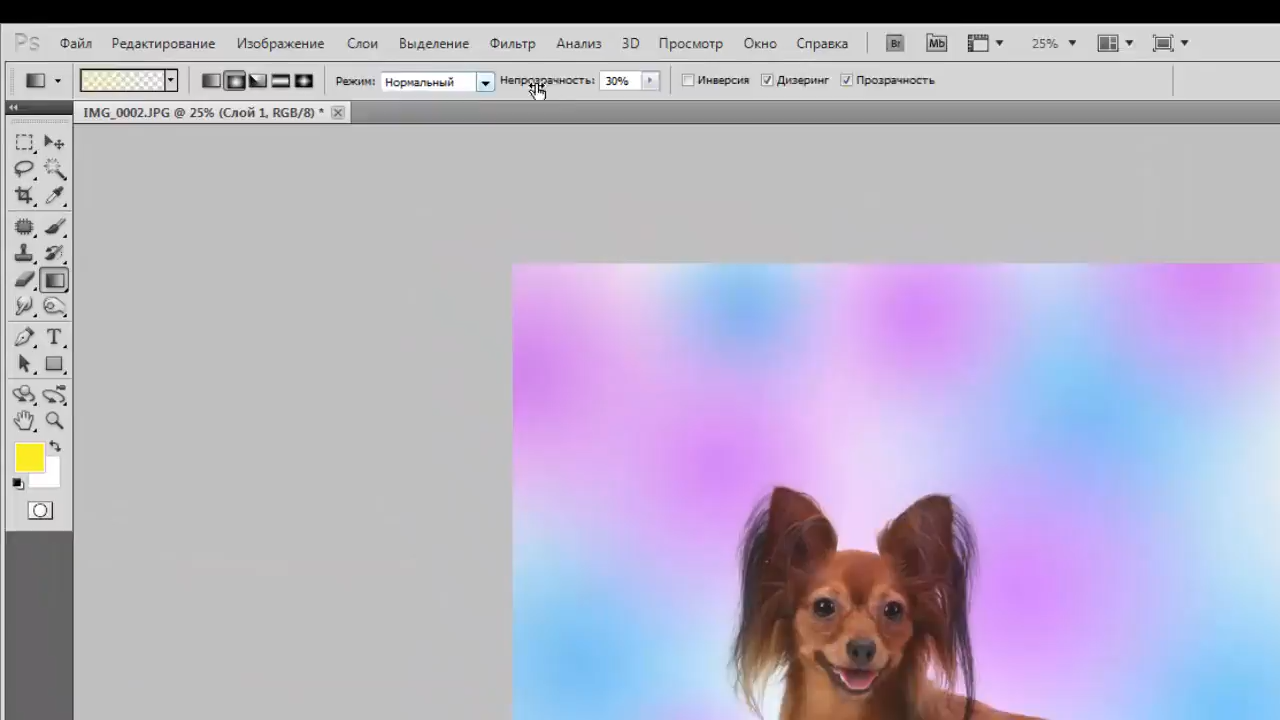 Ps Файл Редактирование Изображение Слои Выделение Фильтр Анализ 3D Просмотр Окно Справка Br Mb 25%
Режим: Нормальный Непрозрачность: 30% Инверсия Дизеринг Прозрачность
IMG_0002.JPG @ 25% (Слой 1, RGB/8) *
T